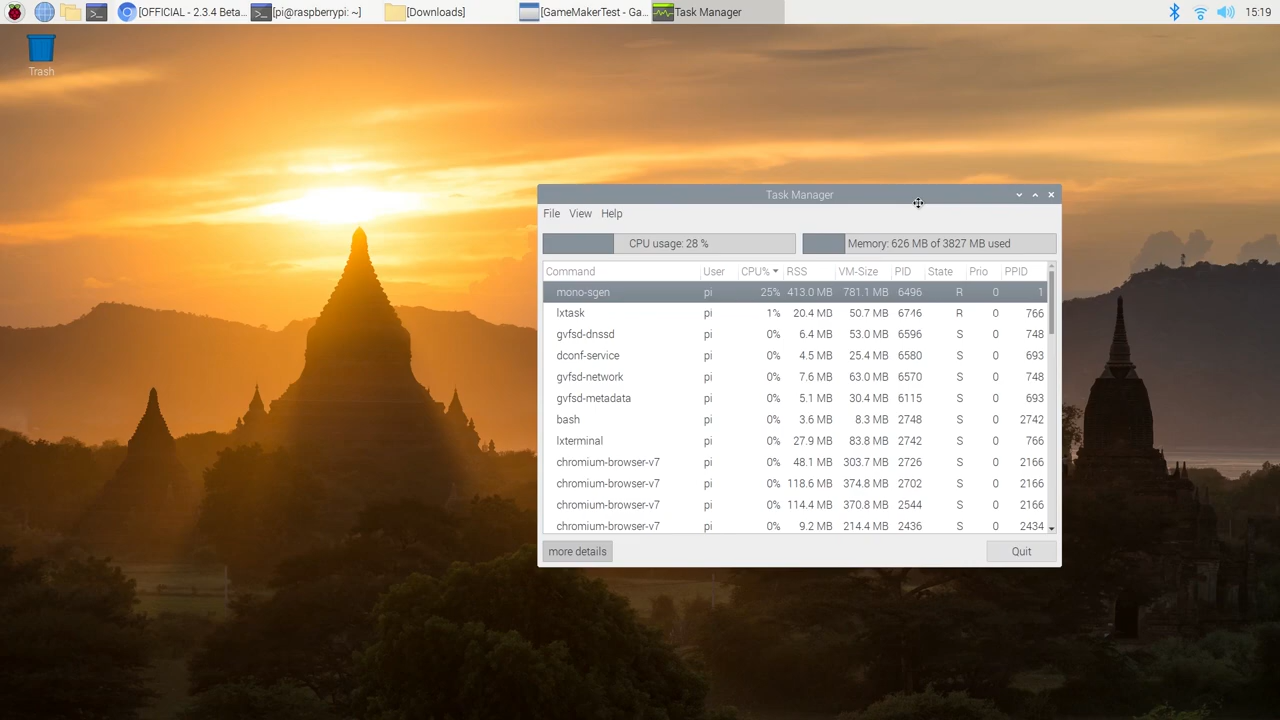 [OFFICIAL - 2.3.4 Beta... [pi@raspberrypi: ~] [Downloads] [GameMakerTest - Ga... Task Manager 15:19
Trash
Task Manager
File View Help
CPU usage: 28 % Memory: 626 MB of 3827 MB used
Command User CPU% RSS VM-Size PID State Prio PPID
mono-sgen pi 25% 413.0 MB 781.1 MB 6496 R 0 1
lxtask pi 1% 20.4 MB 50.7 MB 6746 R 0 766
gvfsd-dnssd pi 0% 6.4 MB 53.0 MB 6596 S 0 748
dconf-service pi 0% 4.5 MB 25.4 MB 6580 S 0 693
gvfsd-network pi 0% 7.6 MB 63.0 MB 6570 S 0 748
gvfsd-metadata pi 0% 5.1 MB 30.4 MB 6115 S 0 693
bash pi 0% 3.6 MB 8.3 MB 2748 S 0 2742
lxterminal pi 0% 27.9 MB 83.8 MB 2742 S 0 766
chromium-browser-v7 pi 0% 48.1 MB 303.7 MB 2726 S 0 2166
chromium-browser-v7 pi 0% 118.6 MB 374.8 MB 2702 S 0 2166
chromium-browser-v7 pi 0% 114.4 MB 370.8 MB 2544 S 0 2166
chromium-browser-v7 pi 0% 9.2 MB 214.4 MB 2436 S 0 2434
more details Quit